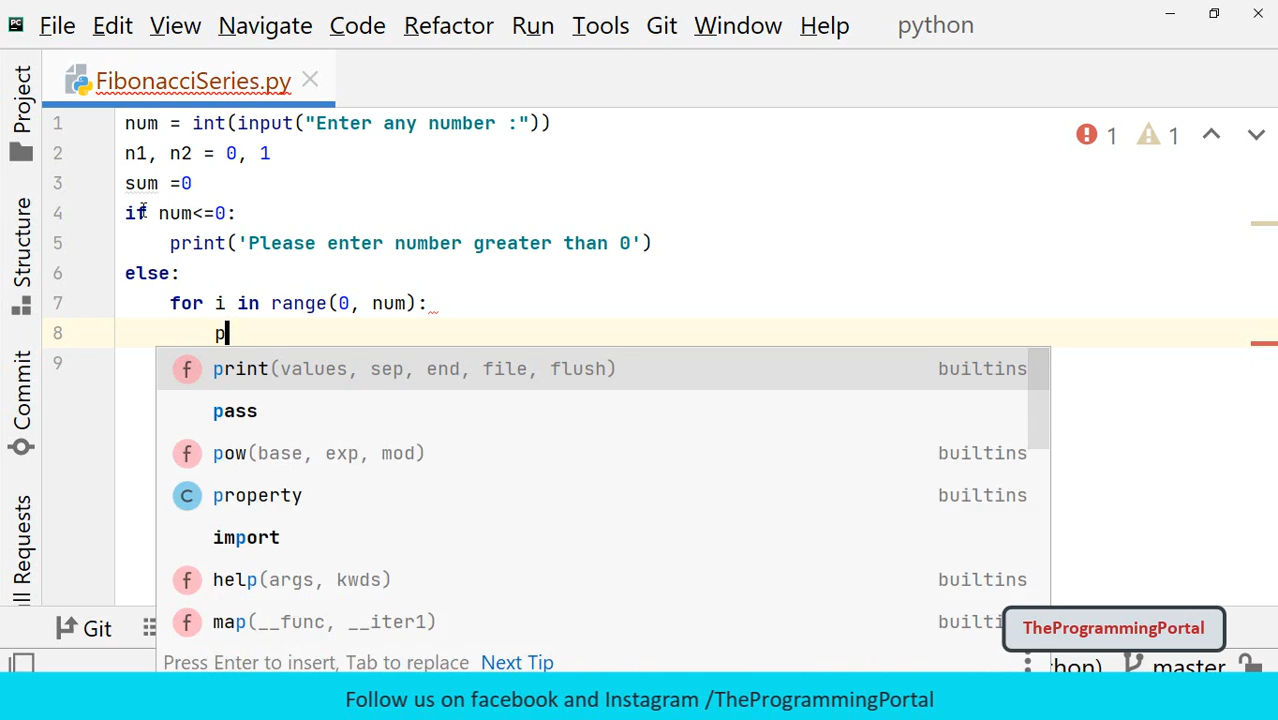 File Edit View Navigate Code Refactor Run Tools Git Window Help python
Project
Structure
Commit
ll Requests
FibonacciSeries.py
1 num = int(input("Enter any number :"))
2 n1, n2 = 0, 1
3 sum =0
4 if num<=0:
5 print('Please enter number greater than 0')
6 else:
7 for i in range(0, num):
8 p
9
1 1
f print(values, sep, end, file, flush) builtins
pass
f pow(base, exp, mod) builtins
C property builtins
import
f help(args, kwds) builtins
f map(__func, __iter1) builti
Press Enter to insert, Tab to replace Next Tip
Git
TheProgrammingPortal
hon) master
Follow us on facebook and Instagram /TheProgrammingPortal